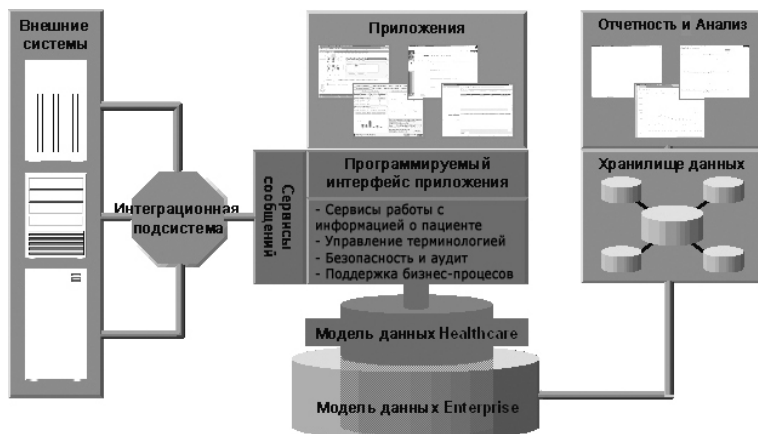 Внешние
системы
Интеграционная
подсистема
Приложения
Сервисы
сообщений
Программируемый
интерфейс приложения
- Сервисы работы с
информацией о пациенте
- Управление терминологией
- Безопасность и аудит
- Поддержка бизнес-процесов
Модель данных Healthcare
Модель данных Enterprise
Отчетность и Анализ
Хранилище данных